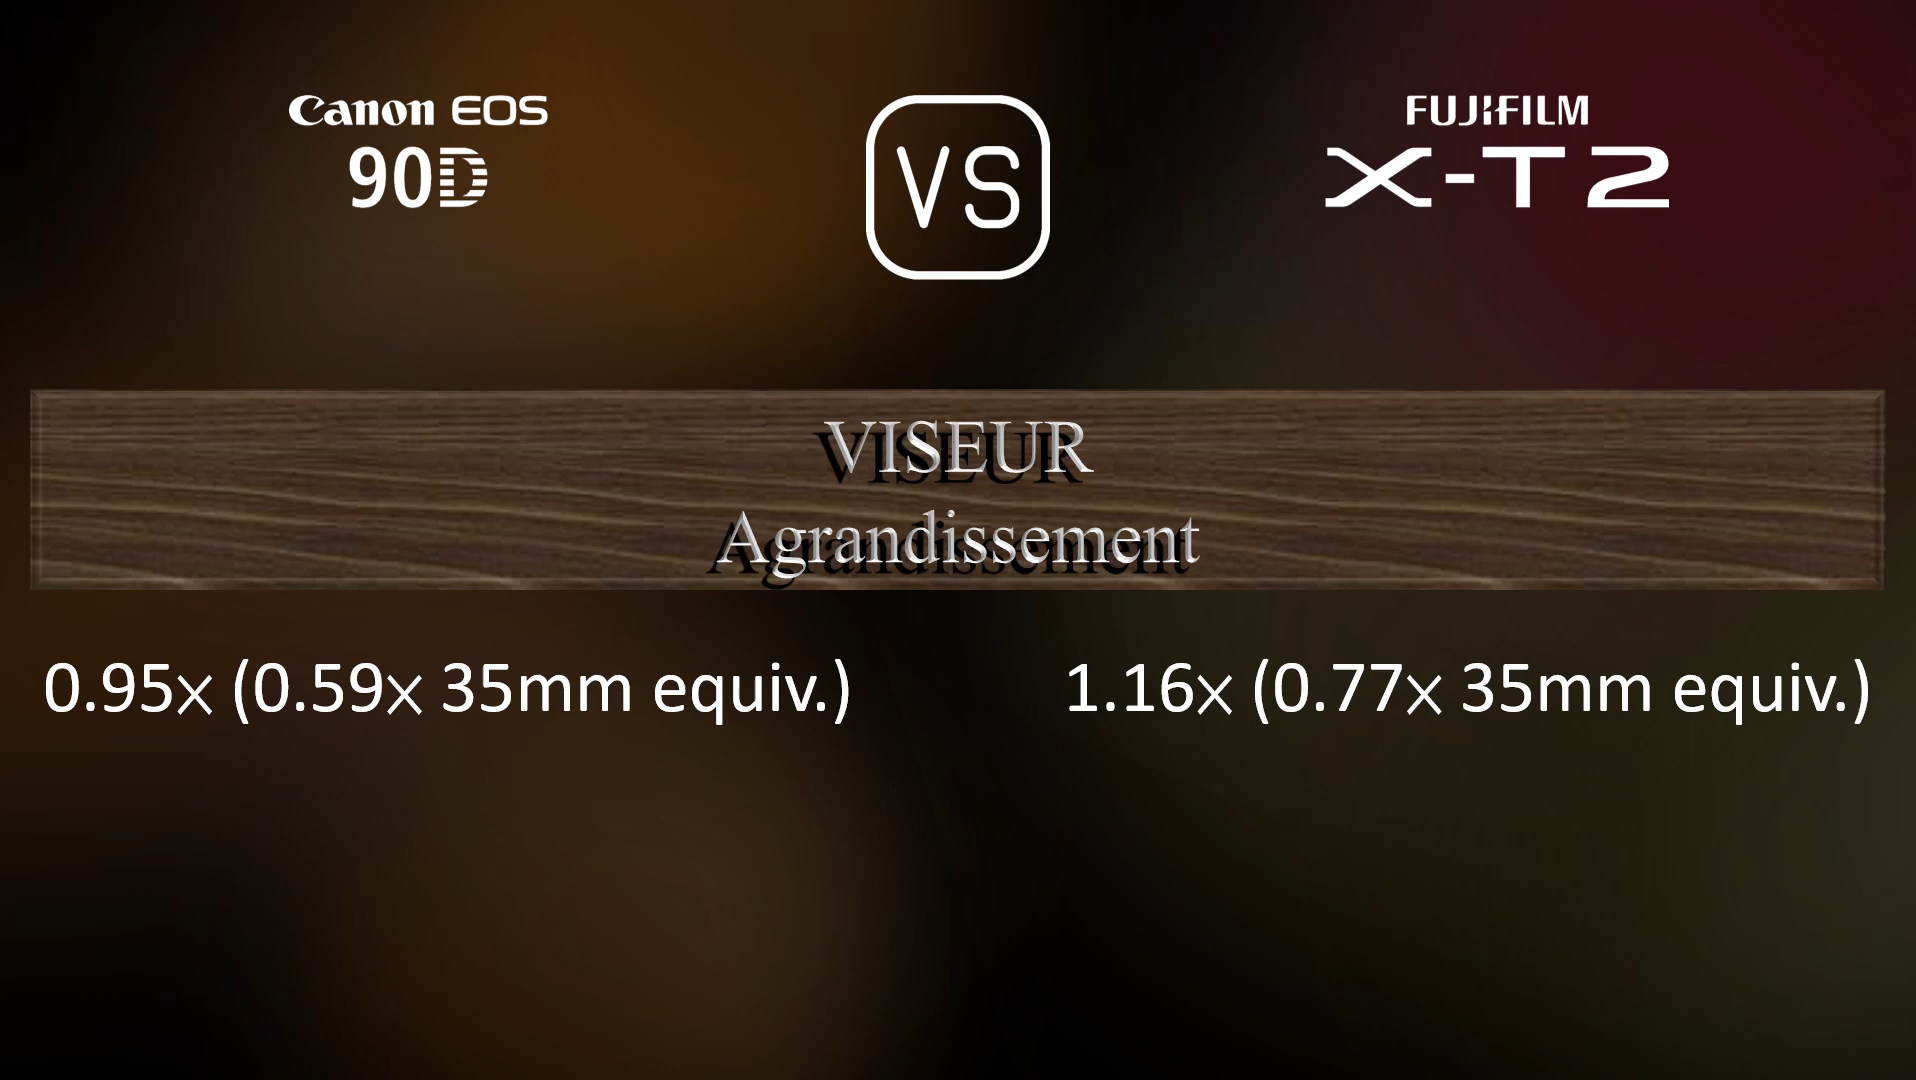 Canon EOS
90D
VS
FUJIFILM
X-T2
VISEUR
Agrandissement
0.95x (0.59x 35mm equiv.)
1.16x (0.77x 35mm equiv.)